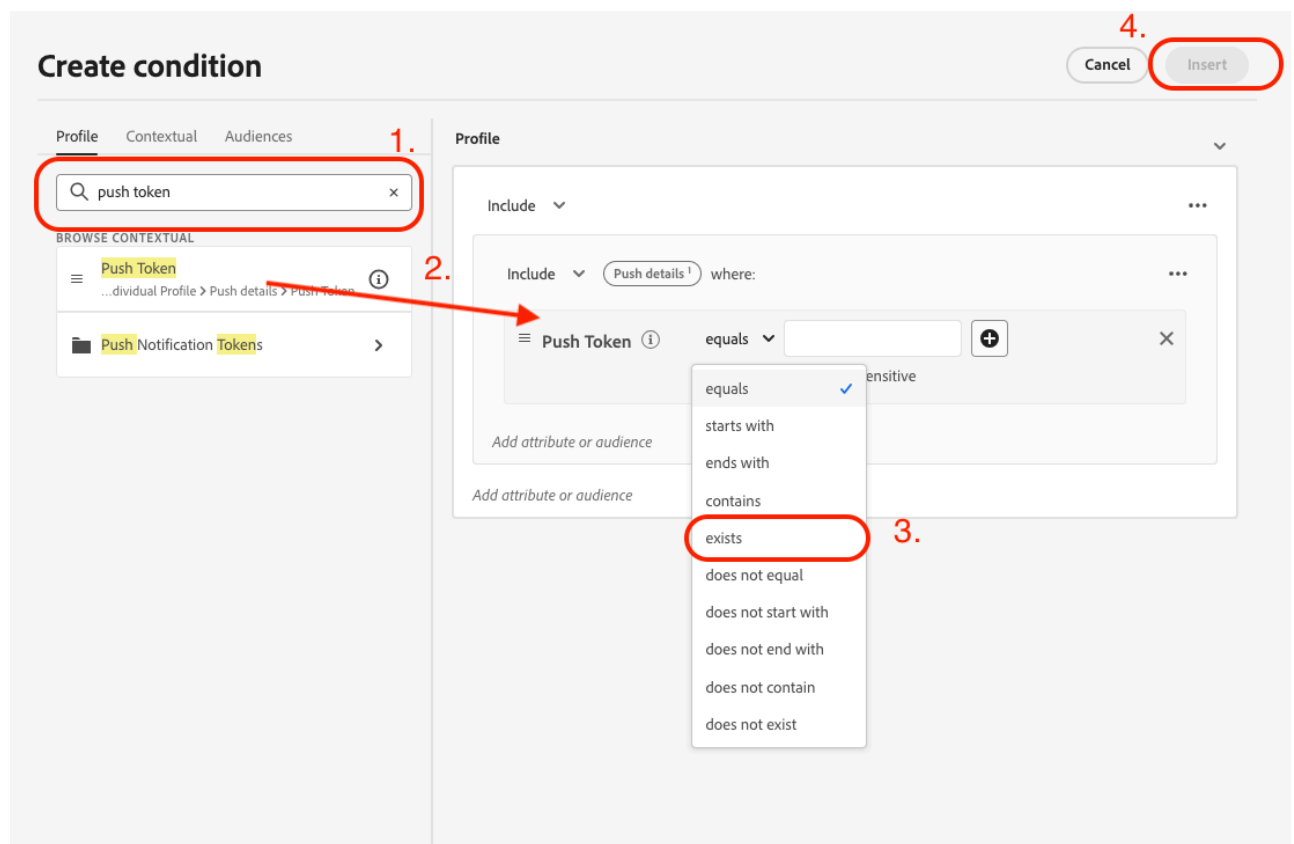 4.
Create condition
Cancel
Insert
Profile
Contextual
Audiences
1.
Profile
push token
Include
BROWSE CONTEXTUAL
Push Token
...dividual Profile > Push details > Push Token
2.
Include
Push details 1
where:
Push Notification Tokens
Push Token
equals
ensitive
equals
starts with
ends with
contains
exists
does not equal
does not start with
does not end with
does not contain
does not exist
3.
Add attribute or audience
Add attribute or audience